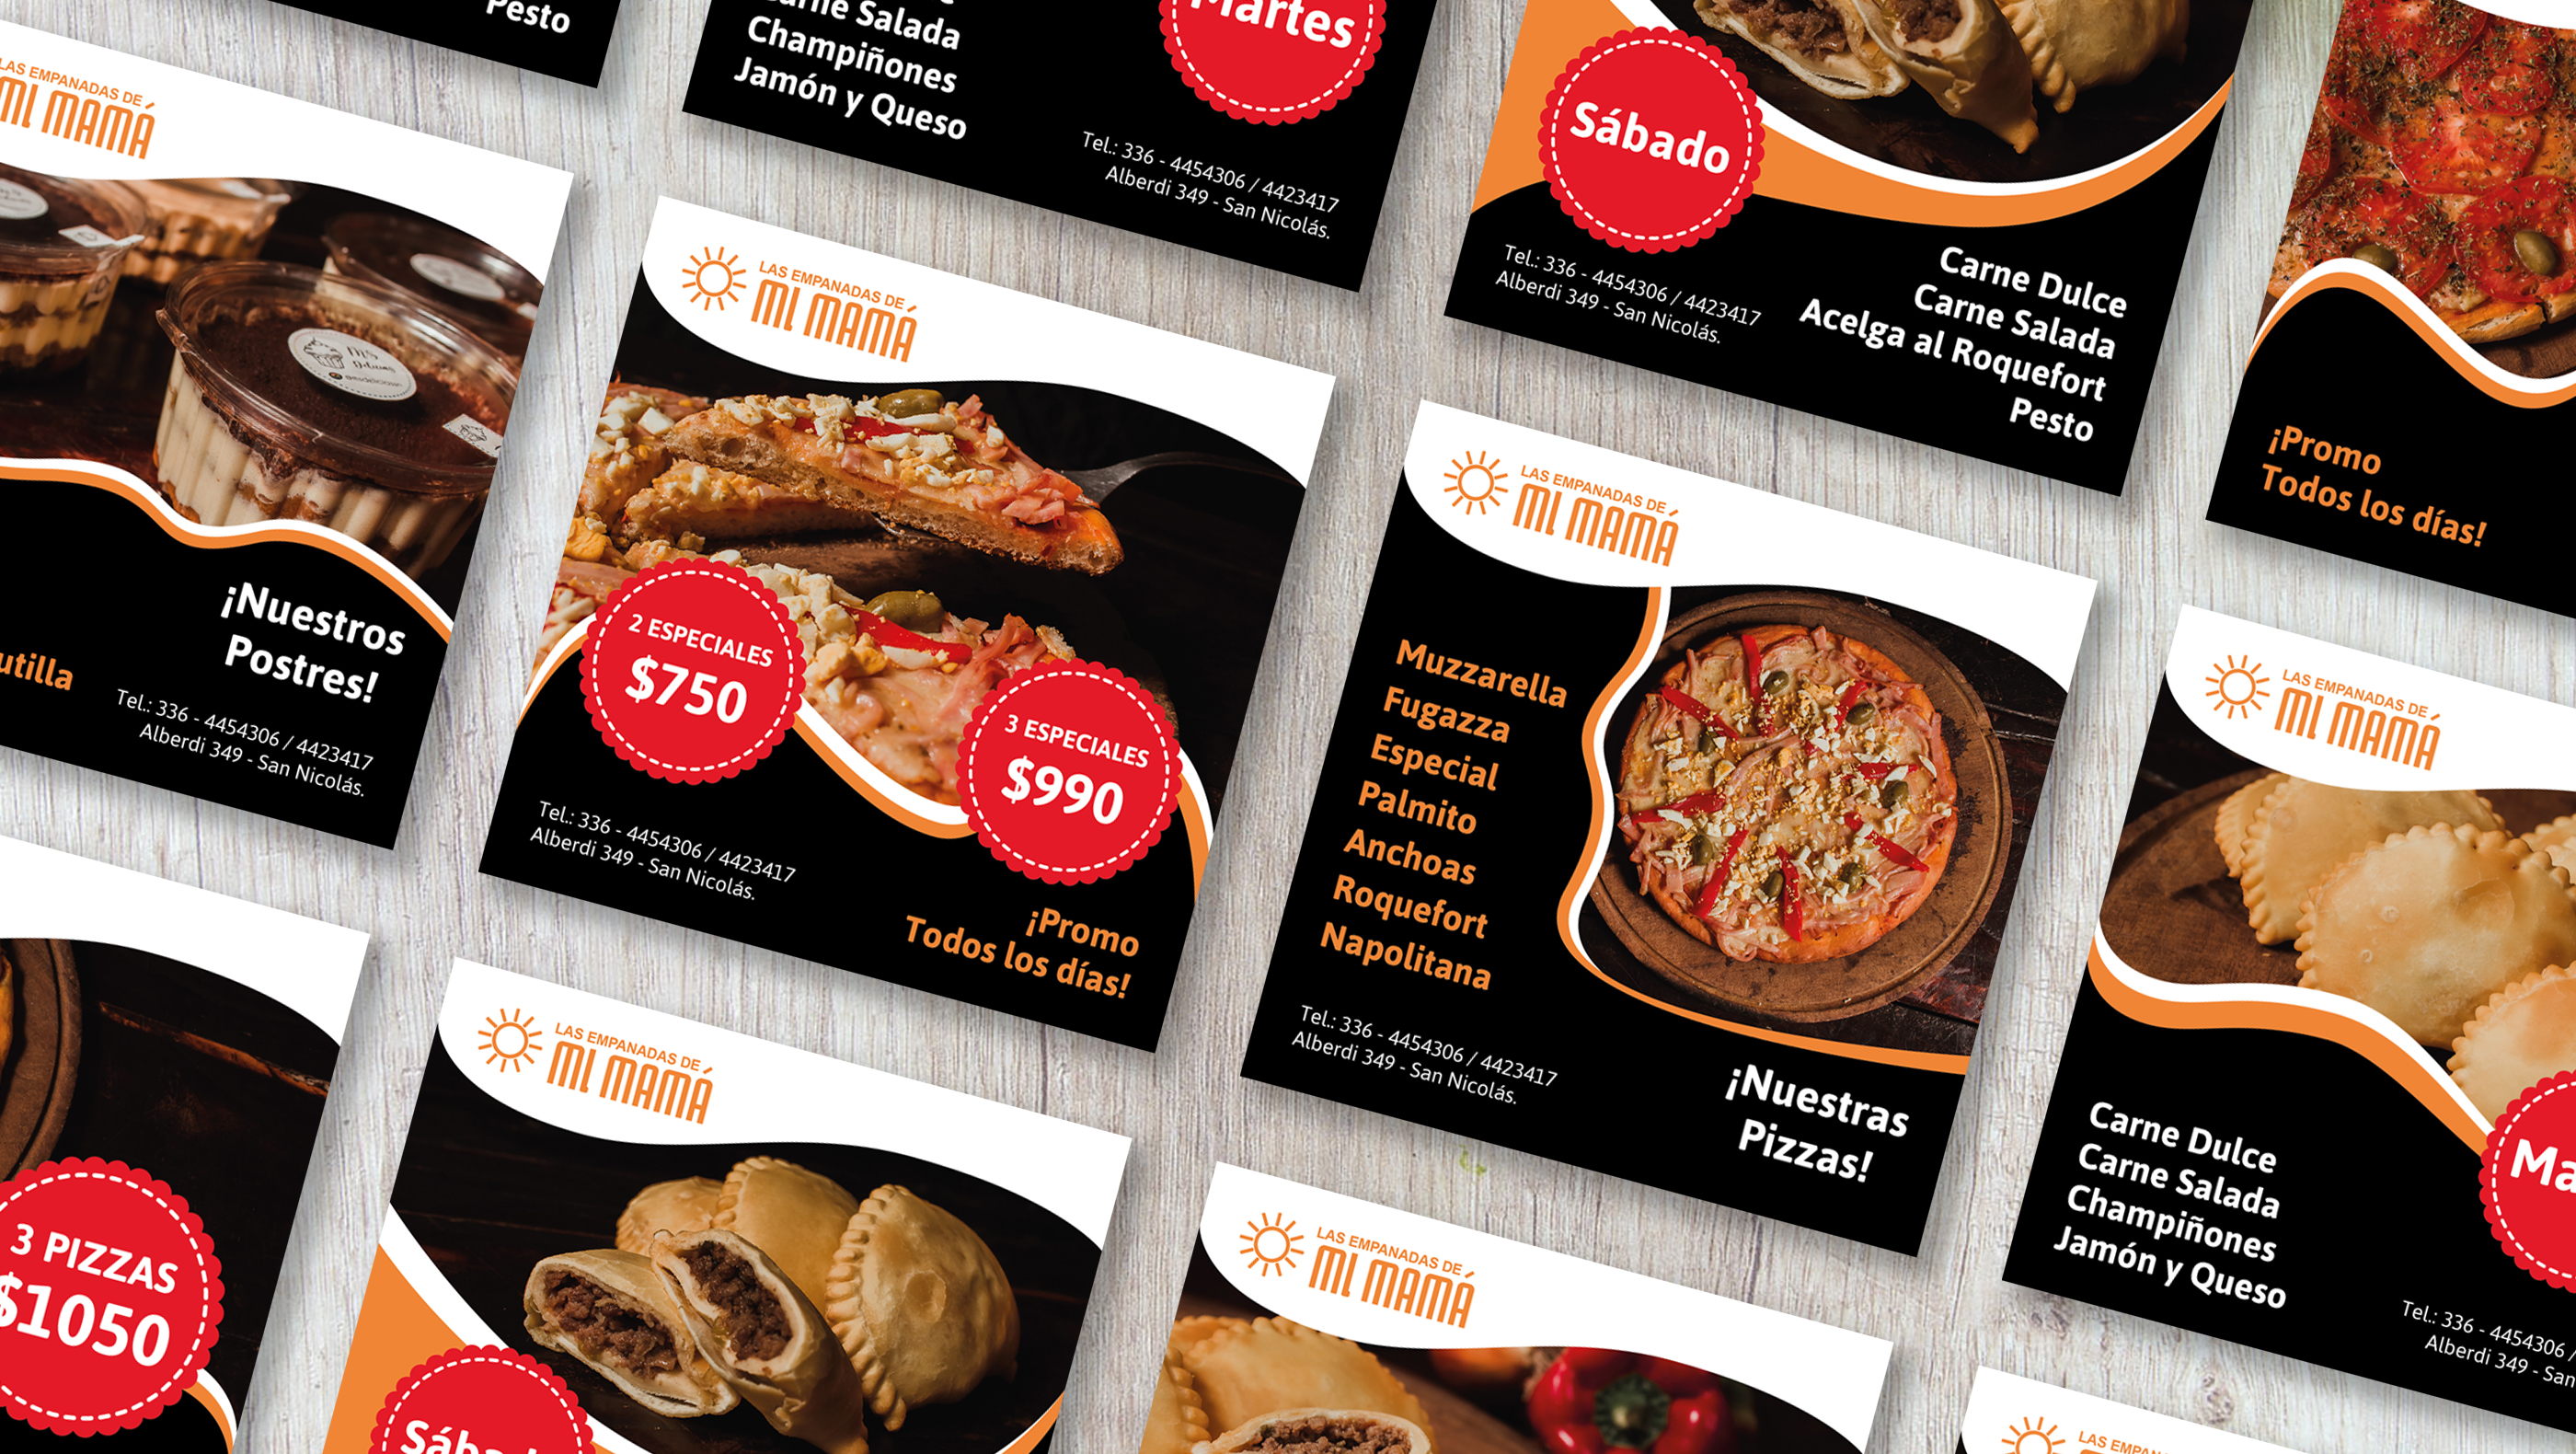 Pesto
Carne Salada
Champiñones
Jamón y Queso
Martes
Tel.: 336 - 4454306 / 4423417
Alberdi 349 - San Nicolás.
Sábado
Tel.: 336 - 4454306 / 4423417
Alberdi 349 - San Nicolás.
Carne Dulce
Carne Salada
Acelga al Roquefort
Pesto
¡Promo
Todos los días!
LAS EMPANADAS DE
MI MAMÁ
¡Nuestros
Postres!
Tel.: 336 - 4454306 / 4423417
Alberdi 349 - San Nicolás.
LAS EMPANADAS DE
MI MAMÁ
2 ESPECIALES
$750
3 ESPECIALES
$990
Tel.: 336 - 4454306 / 4423417
Alberdi 349 - San Nicolás.
¡Promo
Todos los días!
LAS EMPANADAS DE
MI MAMÁ
Muzzarella
Fugazza
Especial
Palmito
Anchoas
Roquefort
Napolitana
Tel.: 336 - 4454306 / 4423417
Alberdi 349 - San Nicolás.
¡Nuestras
Pizzas!
LAS EMPANADAS DE
MI MAMÁ
Carne Dulce
Carne Salada
Champiñones
Jamón y Queso
Ma
Tel.: 336 - 4454306 /
Alberdi 349 - San
3 PIZZAS
$1050
LAS EMPANADAS DE
MI MAMÁ
Sábado
LAS EMPANADAS DE
MI MAMÁ
LAS EMPANADAS DE